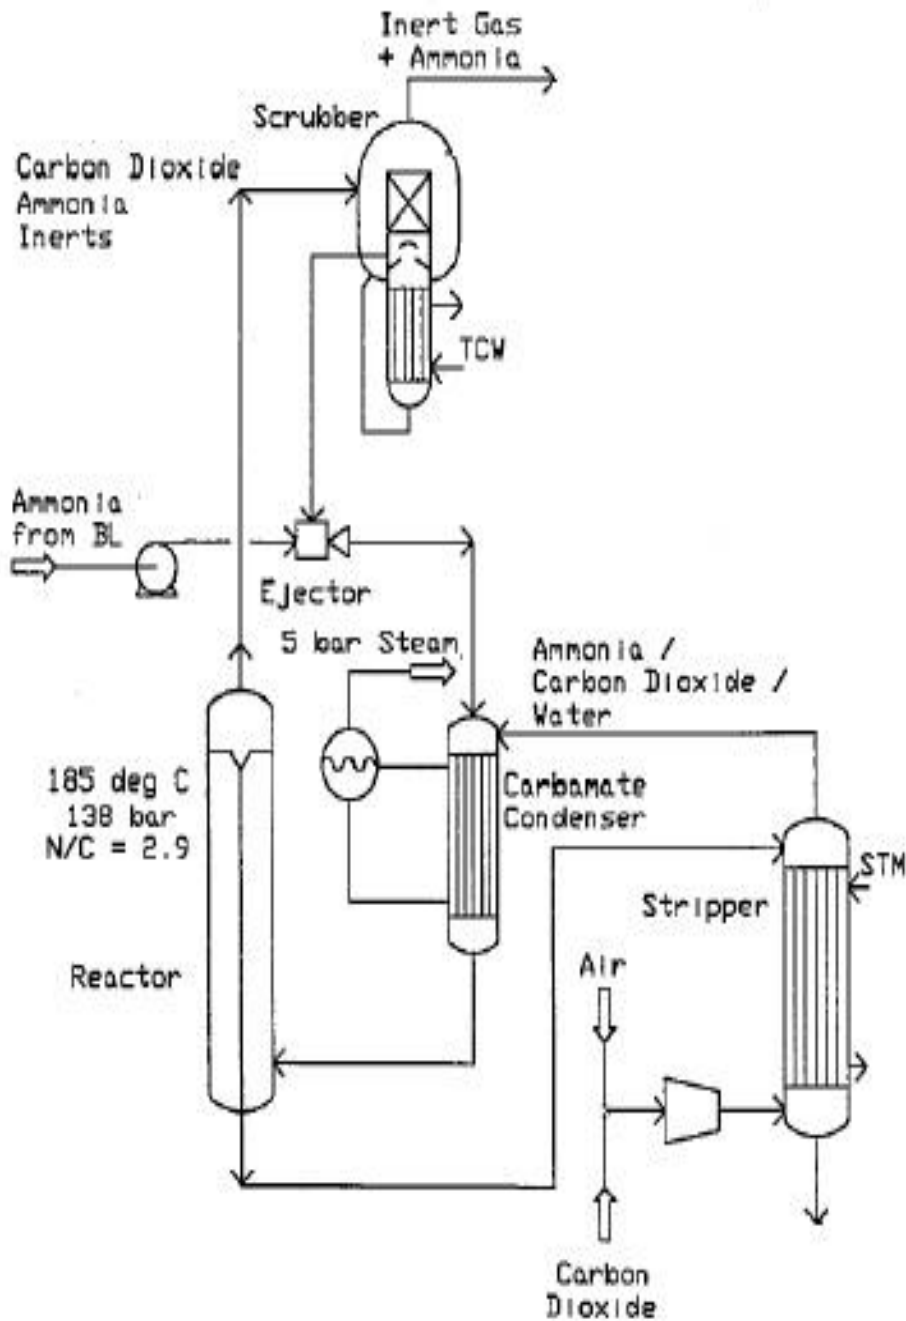 Inert Gas
+ Ammonia
Scrubber
Carbon Dioxide
Ammonia
Inerts
TCW
Ammonia
from BL
Ejector
5 bar Steam
Ammonia /
Carbon Dioxide /
Water
185 deg C
138 bar
N/C = 2.9
Carbamate
Condenser
STM
Stripper
Air
Reactor
Carbon
Dioxide